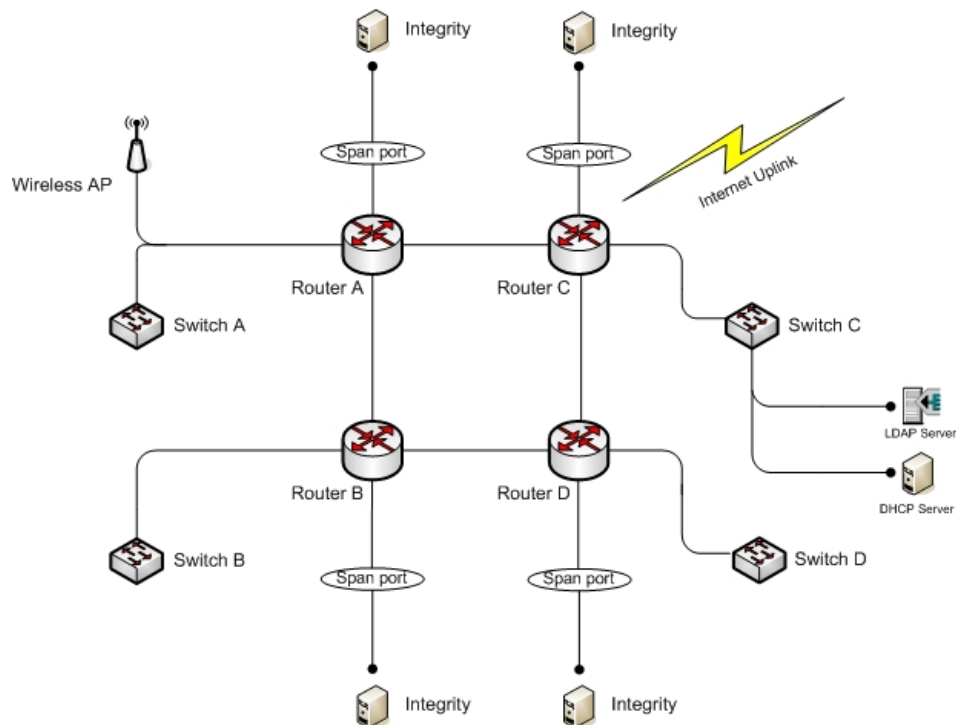 Integrity
Integrity
Span port
Span port
Internet Uplink
Wireless AP
Router A
Router C
Switch A
Switch C
LDAP Server
Router B
Router D
DHCP Server
Switch B
Switch D
Span port
Span port
Integrity
Integrity